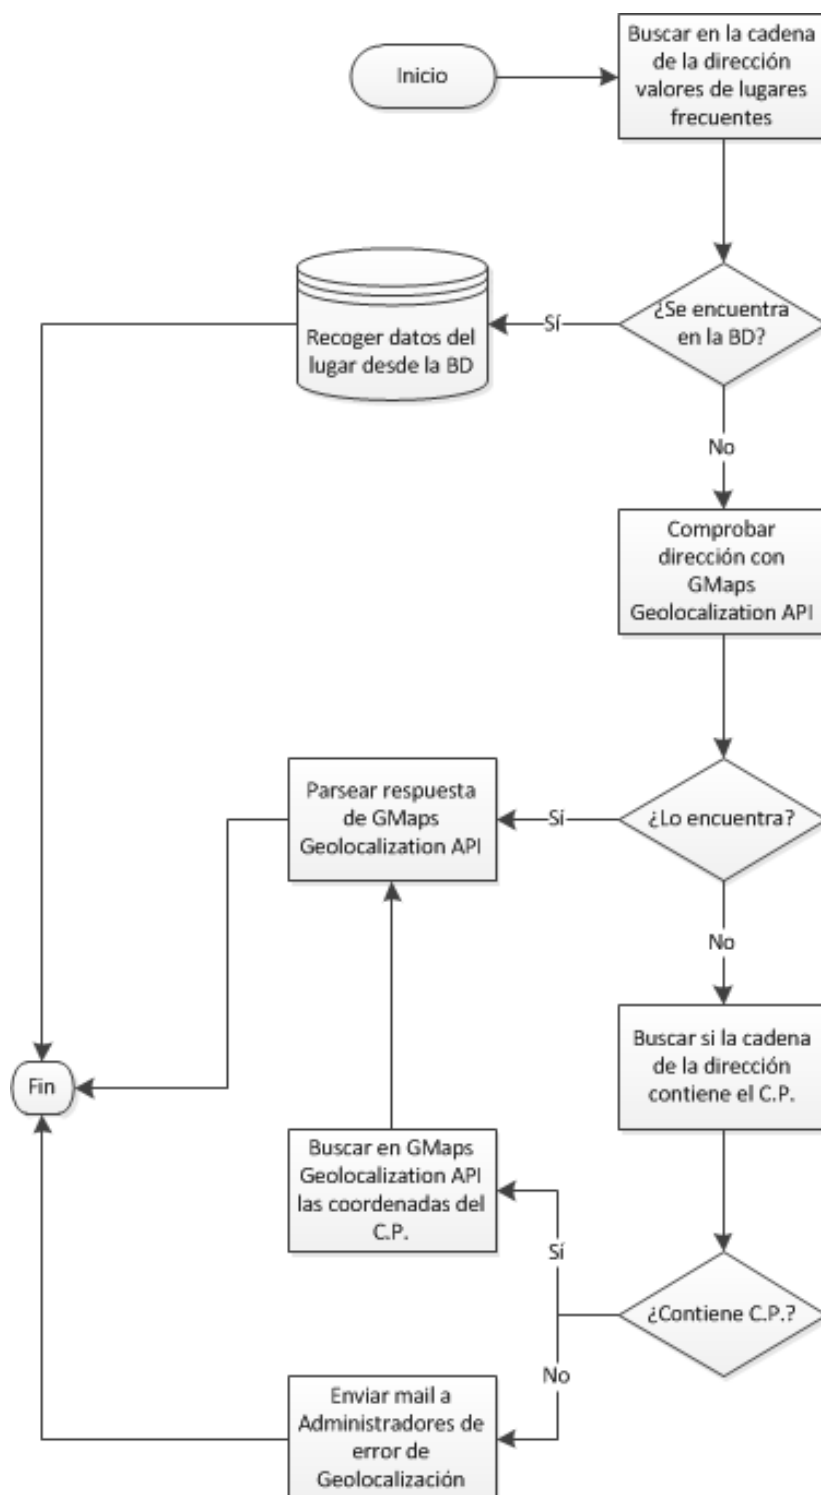 Inicio
Buscar en la cadena
de la dirección
valores de lugares
frecuentes
¿Se encuentra
en la BD?
Sí
Recoger datos del
lugar desde la BD
No
Comprobar
dirección con
GMaps
Geolocalization API
¿Lo encuentra?
Sí
Parsear respuesta
de GMaps
Geolocalization API
No
Buscar si la cadena
de la dirección
contiene el C.P.
Fin
Buscar en GMaps
Geolocalization API
las coordenadas del
C.P.
Sí
¿Contiene C.P.?
No
Enviar mail a
Administradores de
error de
Geolocalización